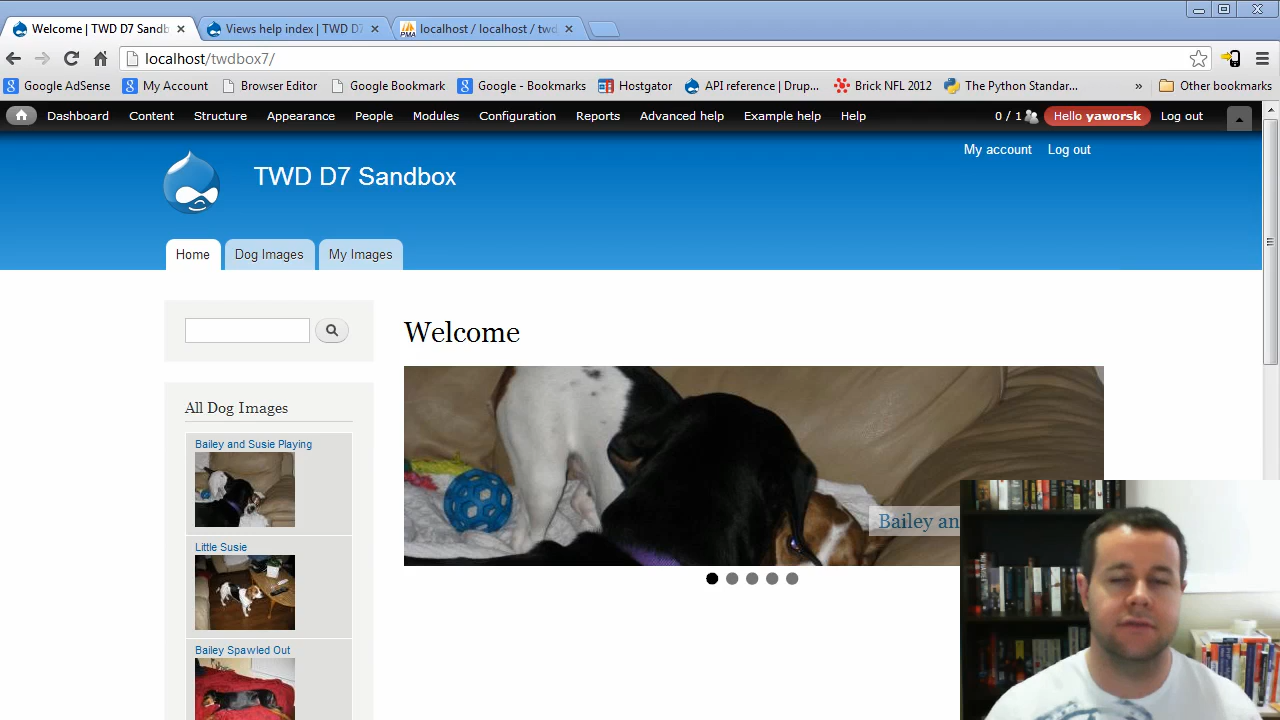 Welcome | TWD D7 Sandb
Views help index | TWD D7
localhost / localhost / twd
localhost/twdbox7/
Google AdSense
My Account
Browser Editor
Google Bookmark
Google - Bookmarks
Hostgator
API reference | Drup...
Brick NFL 2012
The Python Standar...
»
Other bookmarks
Dashboard
Content
Structure
Appearance
People
Modules
Configuration
Reports
Advanced help
Example help
Help
0 / 1
Hello yaworsk
Log out
My account
Log out
TWD D7 Sandbox
Home
Dog Images
My Images
Welcome
All Dog Images
Bailey and Susie Playing
Bailey an
Little Susie
Bailey Spawled Out